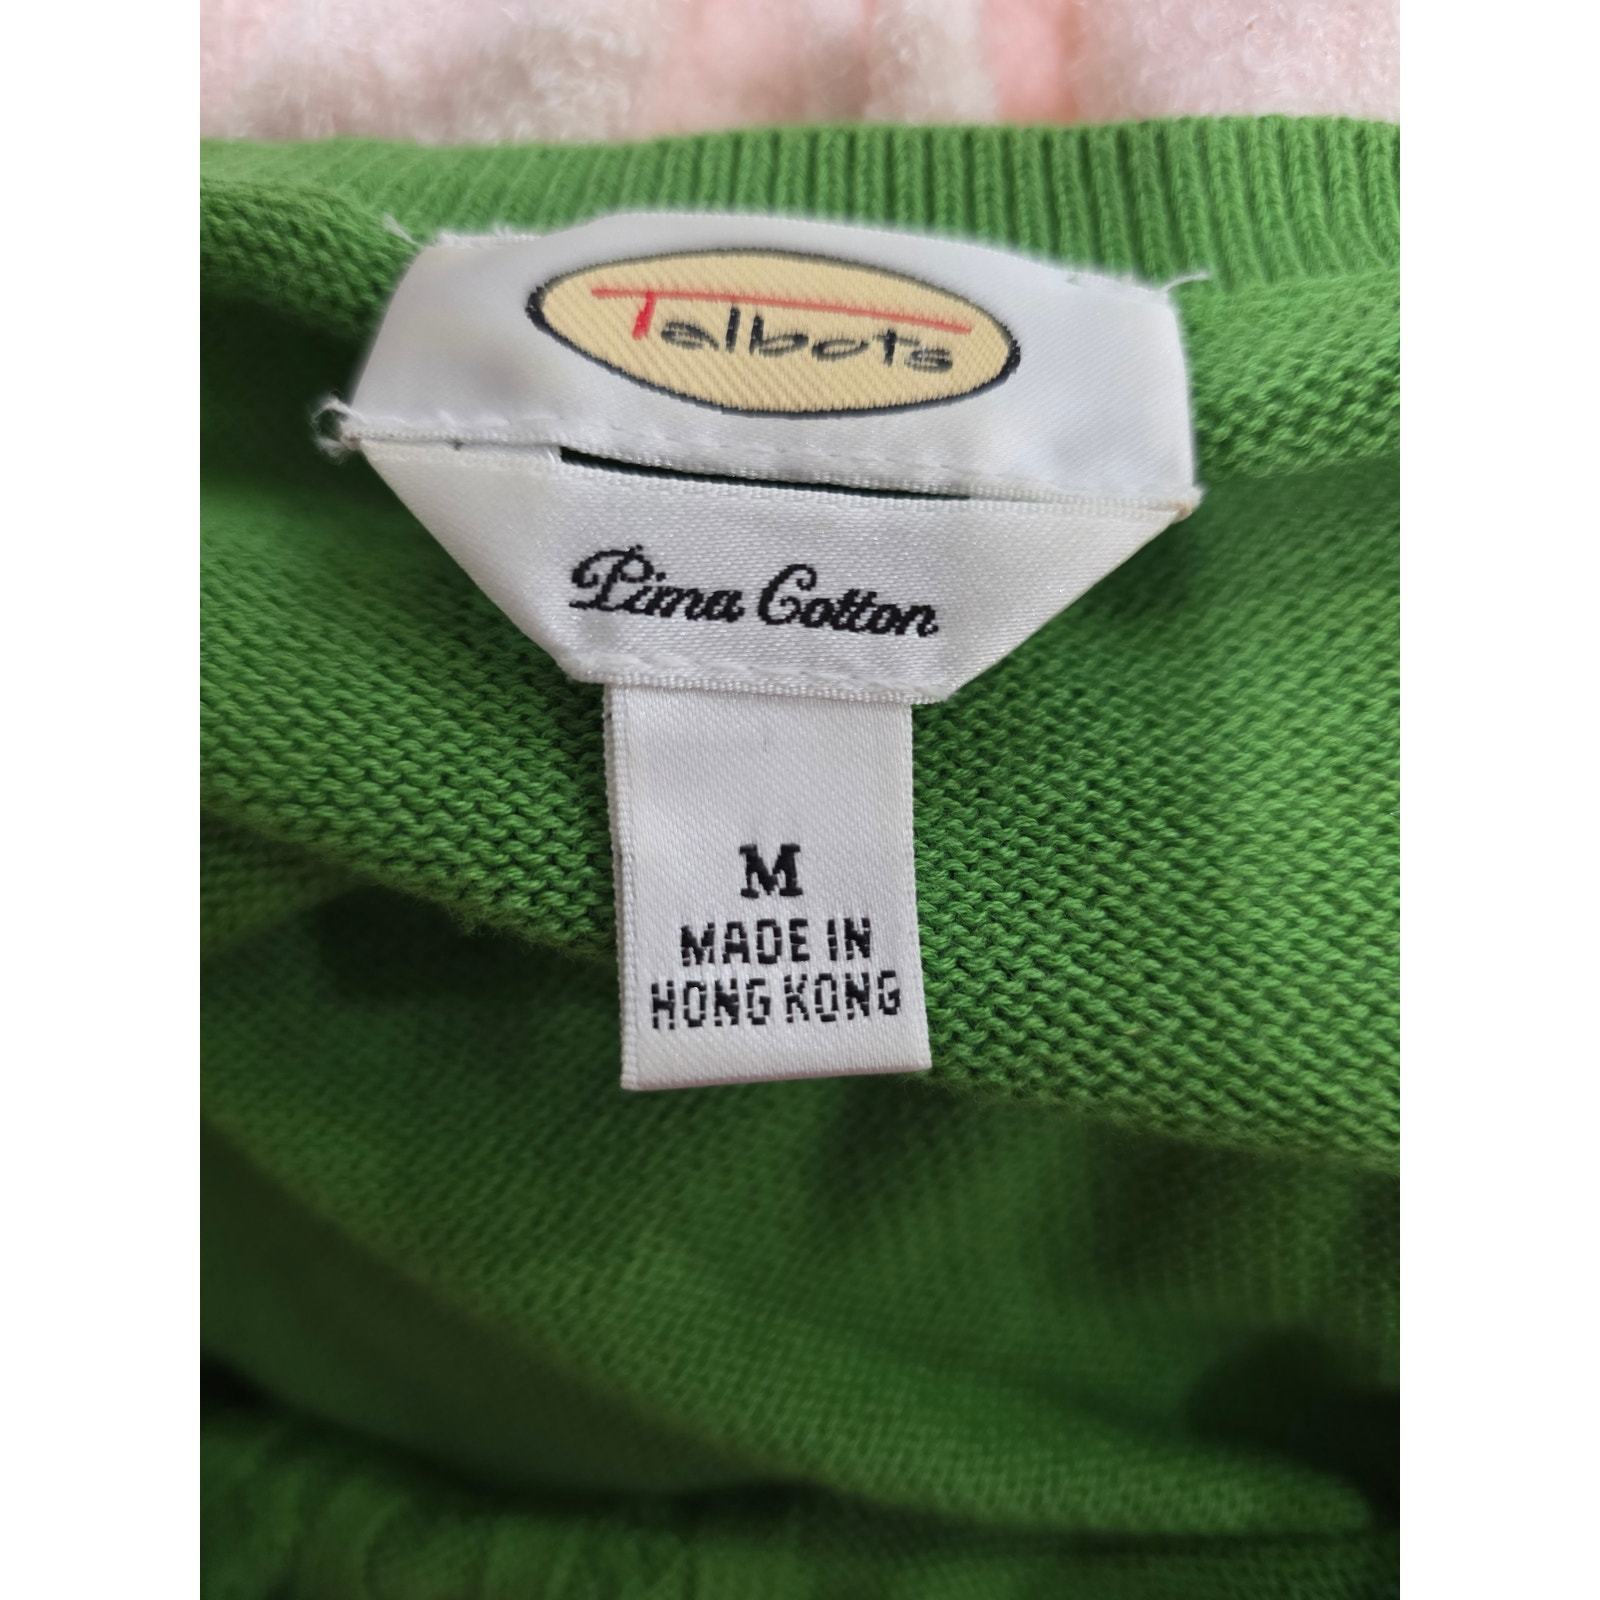 Talbots
Pima Cotton
M
MADE IN
HONG KONG